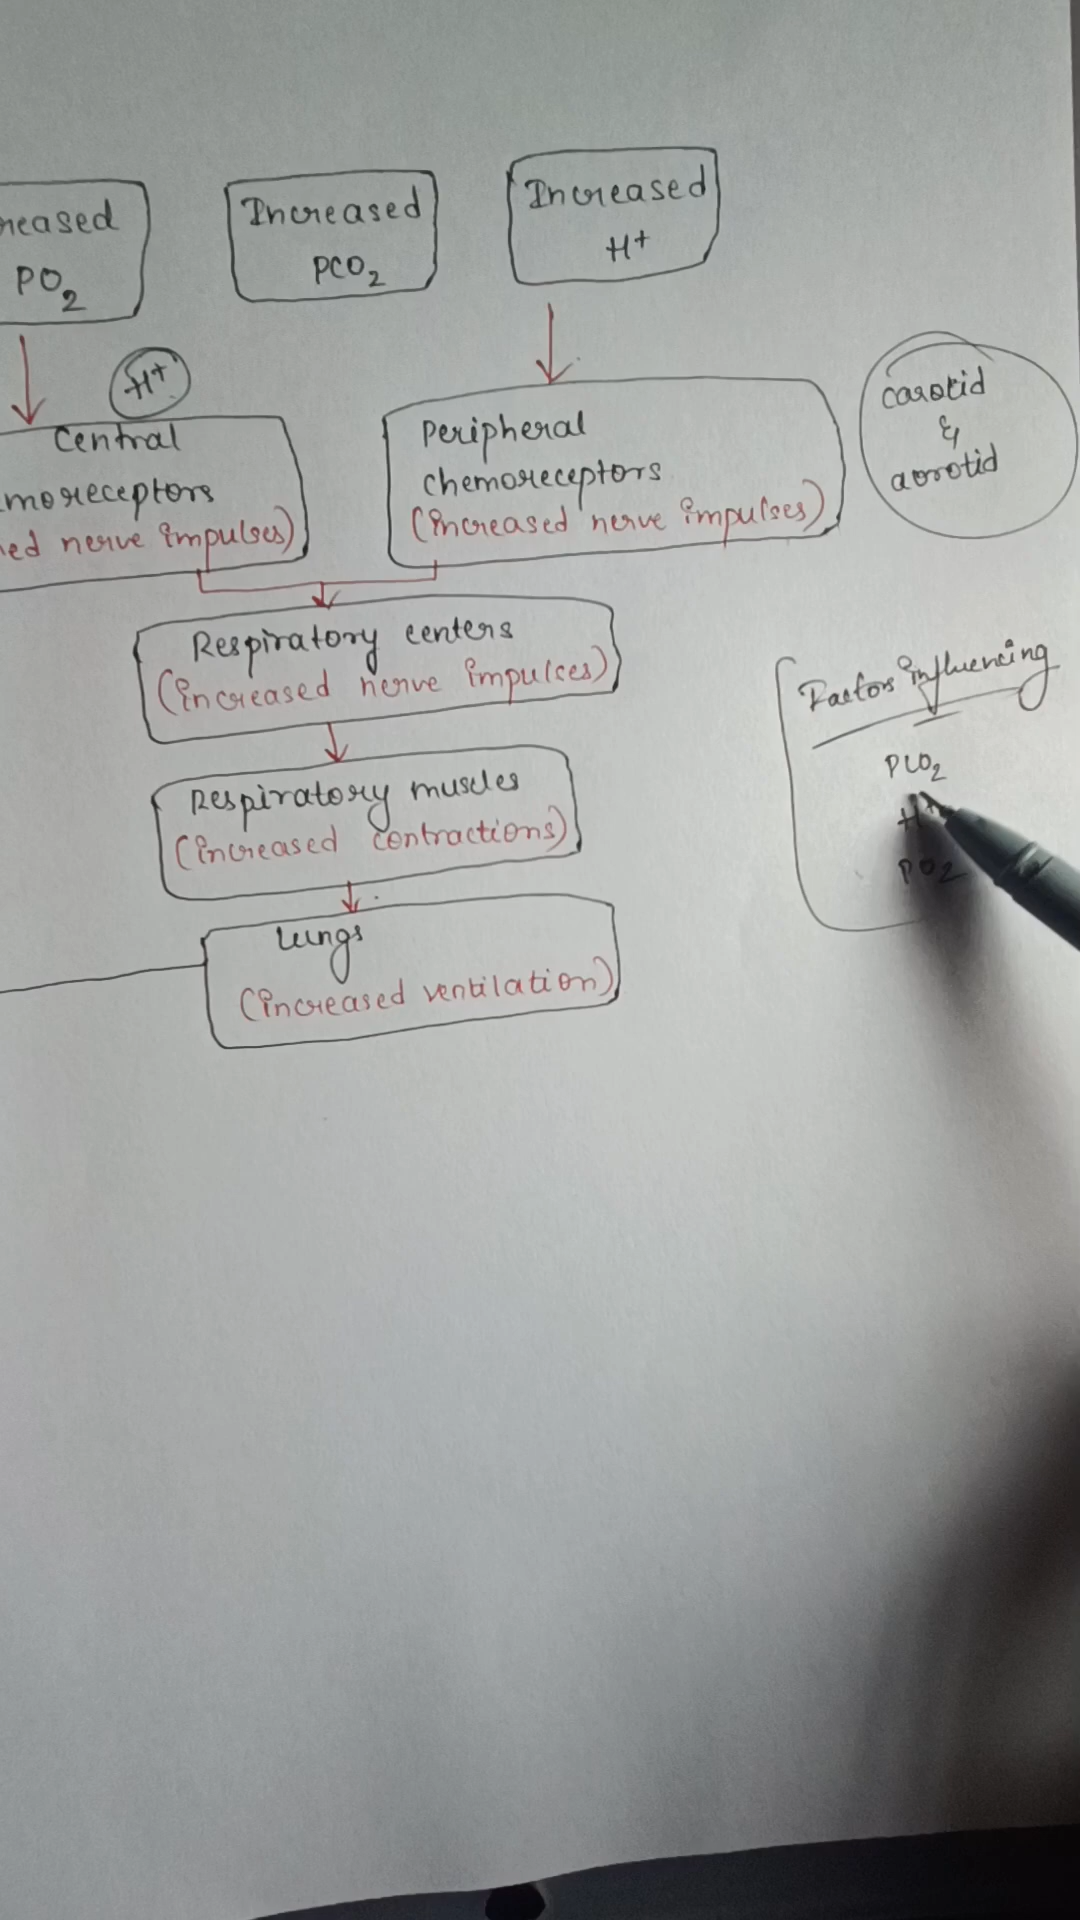 reased
PO2
Increased
PCO2
Increased
H+
H+
Central
moreceptors
ed nerve impulses)
Peripheral
chemoreceptors
(increased nerve impulses)
carotid
&
aorotid
Respiratory centers
(increased nerve impulses)
Respiratory muscles
(increased contractions)
lungs
(increased ventilation)
Factors influencing
PCO2
H+
PO2